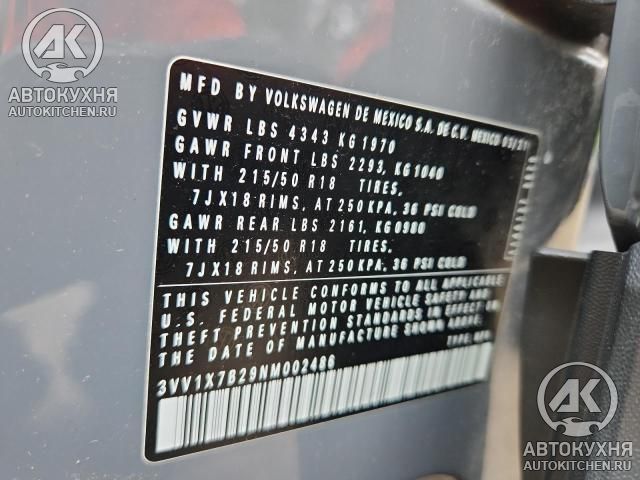 АК
АВТОКУХНЯ
AUTOKITCHEN.RU
MFD BY VOLKSWAGEN DE MEXICO S.A. DE C.V. MEXICO 03/21
GVWR LBS 4343 KG 1970
GAWR FRONT LBS 2293, KG 1040
WITH 215/50 R18 TIRES,
7JX18 RIMS, AT 250 KPA, 36 PSI COLD
GAWR REAR LBS 2161, KG 0980
WITH 215/50 R18 TIRES,
7JX18 RIMS, AT 250 KPA, 36 PSI COLD
THIS VEHICLE CONFORMS TO ALL APPLICABLE
U.S. FEDERAL MOTOR VEHICLE SAFETY AND
THEFT PREVENTION STANDARDS IN EFFECT ON
THE DATE OF MANUFACTURE SHOWN ABOVE.
3VV1X7B29NM002486 TYPE:
АК
АВТОКУХНЯ
AUTOKITCHEN.RU